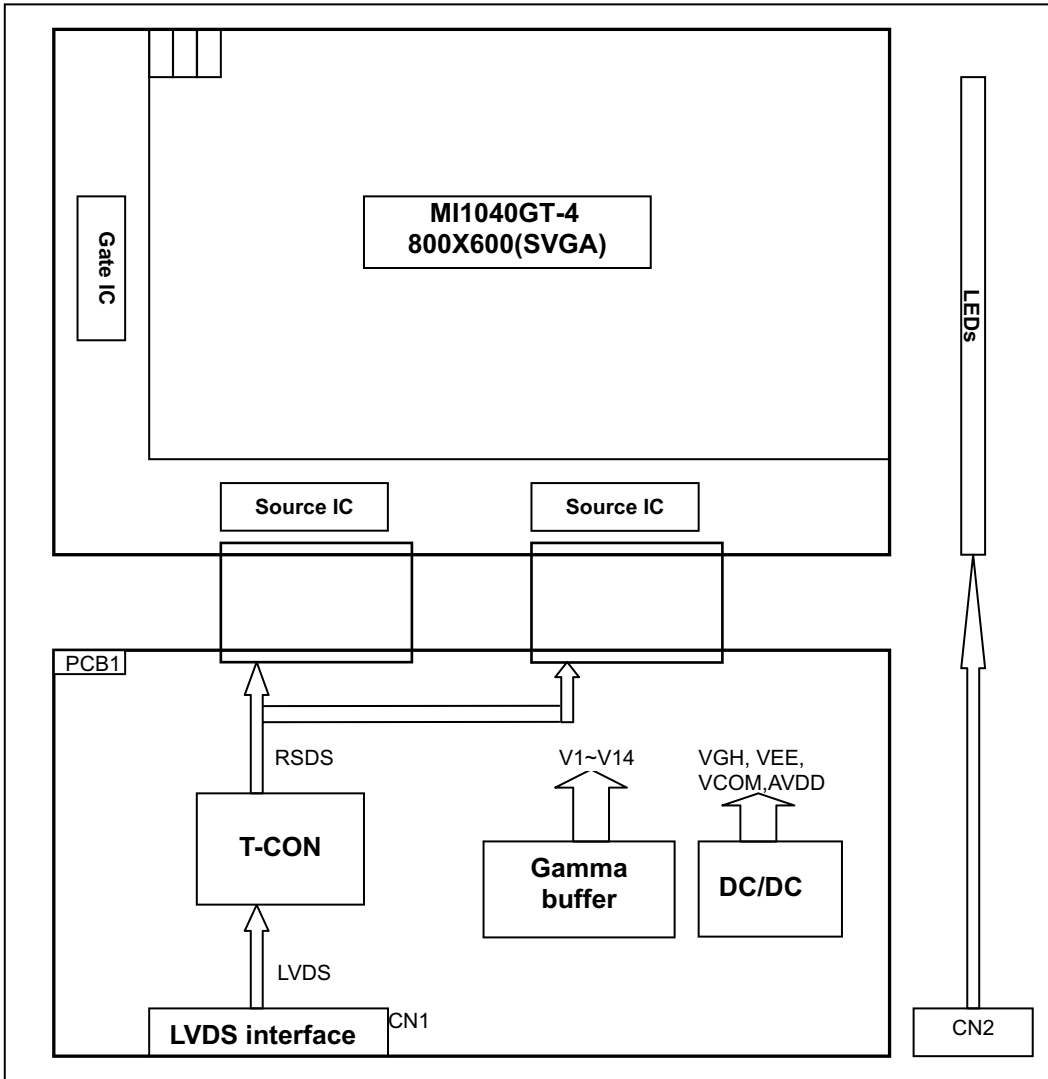 MI1040GT-4
800X600(SVGA)
Gate IC
LEDs
Source IC
Source IC
PCB1
RSDS
V1~V14
VGH, VEE,
VCOM,AVDD
T-CON
Gamma
buffer
DC/DC
LVDS
LVDS interface
CN1
CN2